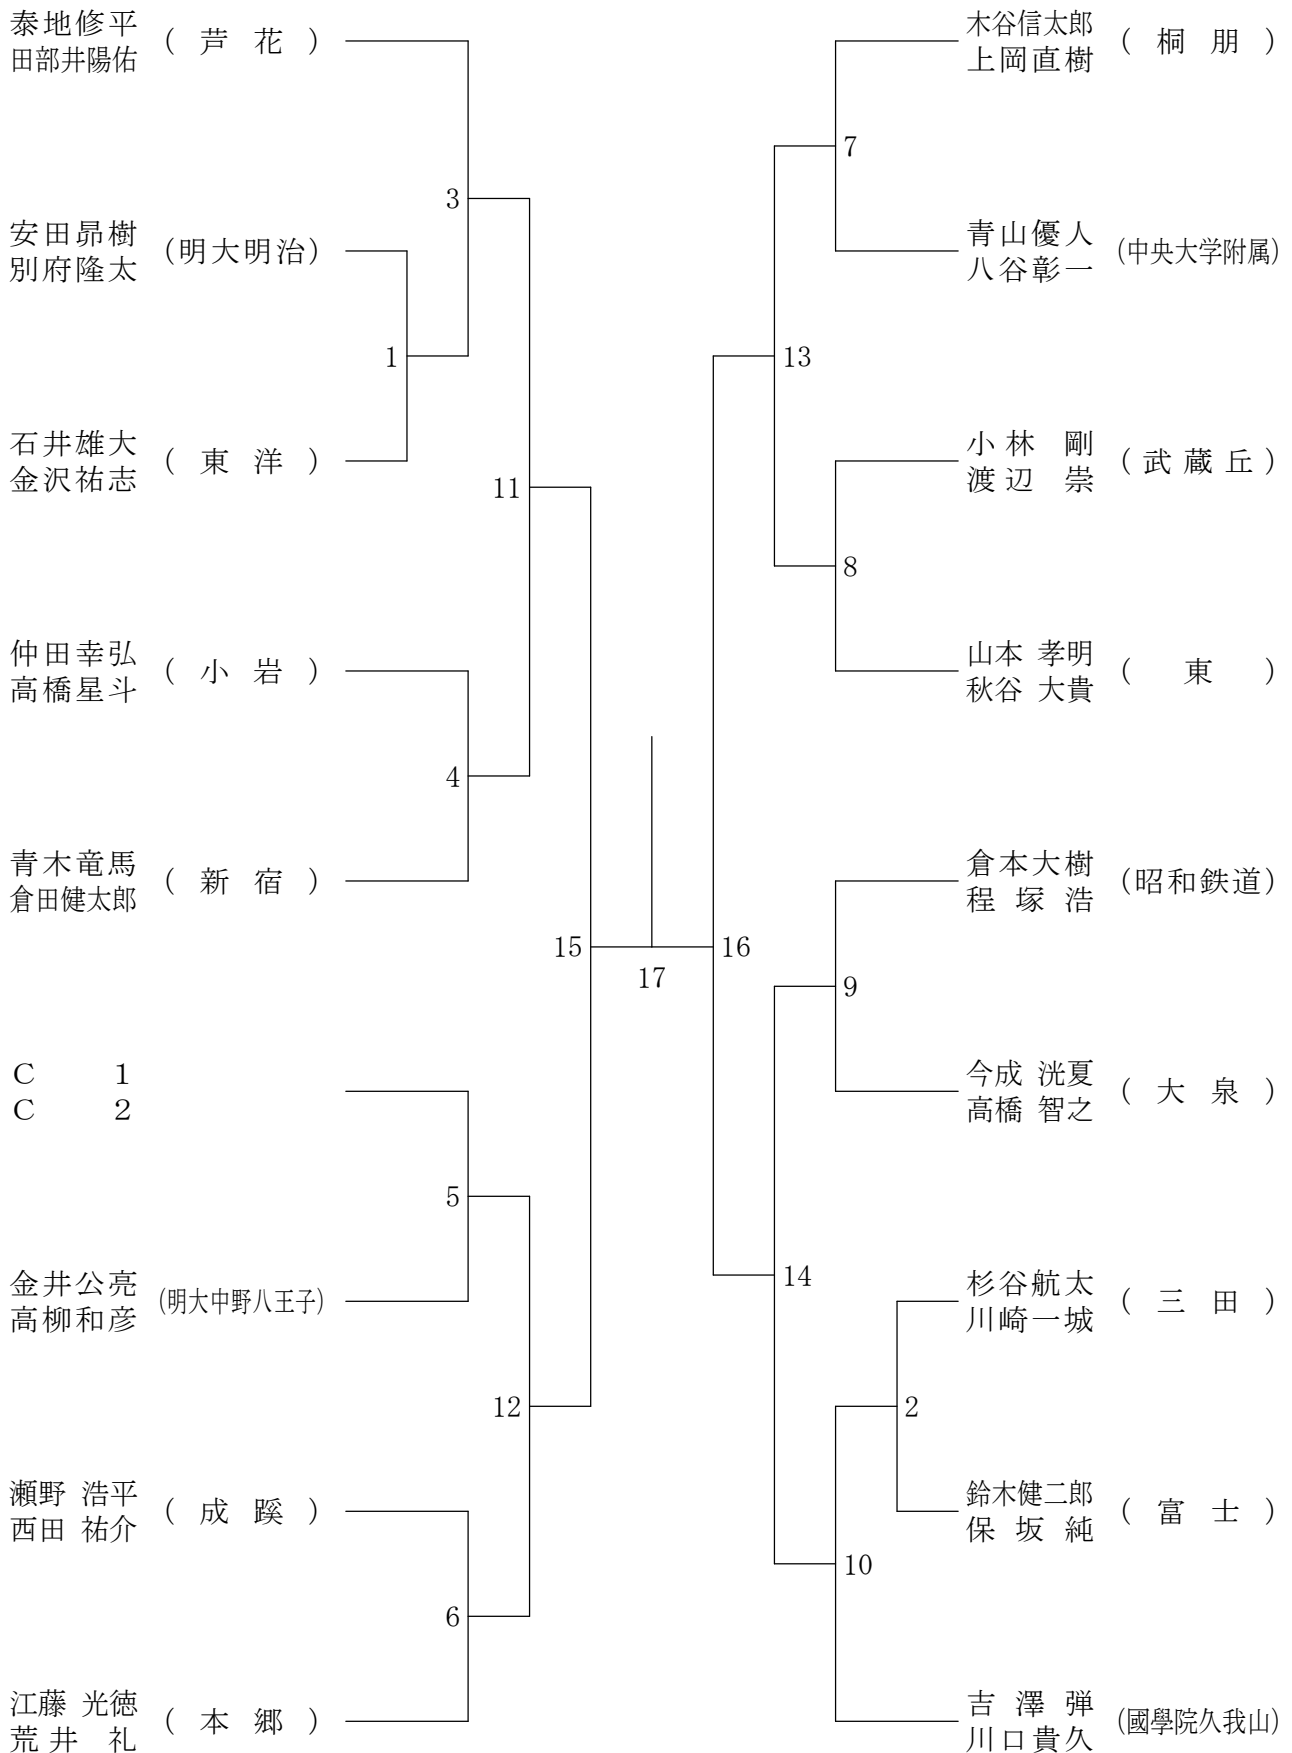 泰地修平
田部井陽佑
( 芦 花 )
安田昴樹
別府隆太
(明大明治)
石井雄大
金沢祐志
( 東 洋 )
仲田幸弘
高橋星斗
( 小 岩 )
青木竜馬
倉田健太郎
( 新 宿 )
C 1
C 2
金井公亮
高柳和彦
(明大中野八王子)
瀬野 浩平
西田 祐介
( 成 蹊 )
江藤 光徳
荒井 礼
( 本 郷 )
3
1
11
4
15
5
12
6
17
木谷信太郎
上岡直樹
( 桐 朋 )
青山優人
八谷彰一
(中央大学附属)
小林 剛
渡辺 崇
( 武 蔵 丘 )
山本 孝明
秋谷 大貴
( 東 )
倉本大樹
程塚浩
(昭和鉄道)
今成 洸夏
高橋 智之
( 大 泉 )
杉谷航太
川崎一城
( 三 田 )
鈴木健二郎
保坂純
( 富 士 )
吉澤弾
川口貴久
(國學院久我山)
7
13
8
16
9
14
2
10